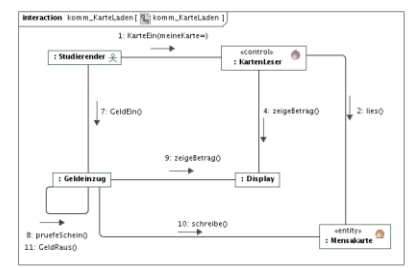 interaction komm_KarteLaden [ komm_KarteLaden ]
1: KarteEin(meineKarte=)
: Studierender
«control»
: KartenLeser
7: GeldEin()
4: zeigeBetrag()
2: lies()
9: zeigeBetrag()
: Geldeinzug
: Display
10: schreibe()
«entity»
: Mensakarte
8: pruefeSchein()
11: GeldRaus()